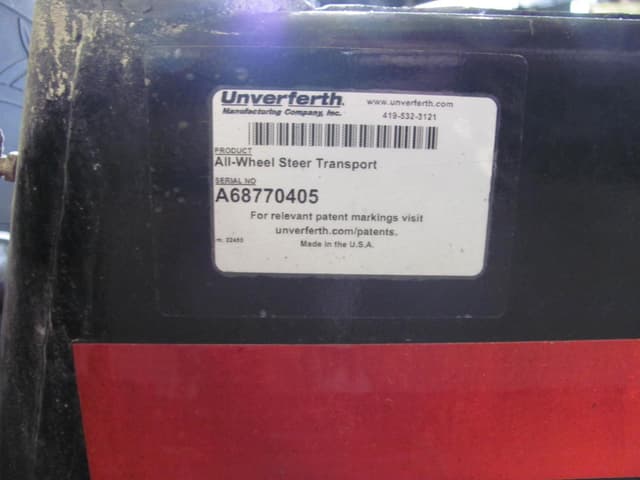 Unverferth
www.unverferth.com
Manufacturing Company, Inc.
419-532-3121
PRODUCT
All-Wheel Steer Transport
SERIAL NO
A68770405
For relevant patent markings visit
unverferth.com/patents.
Made in the U.S.A.